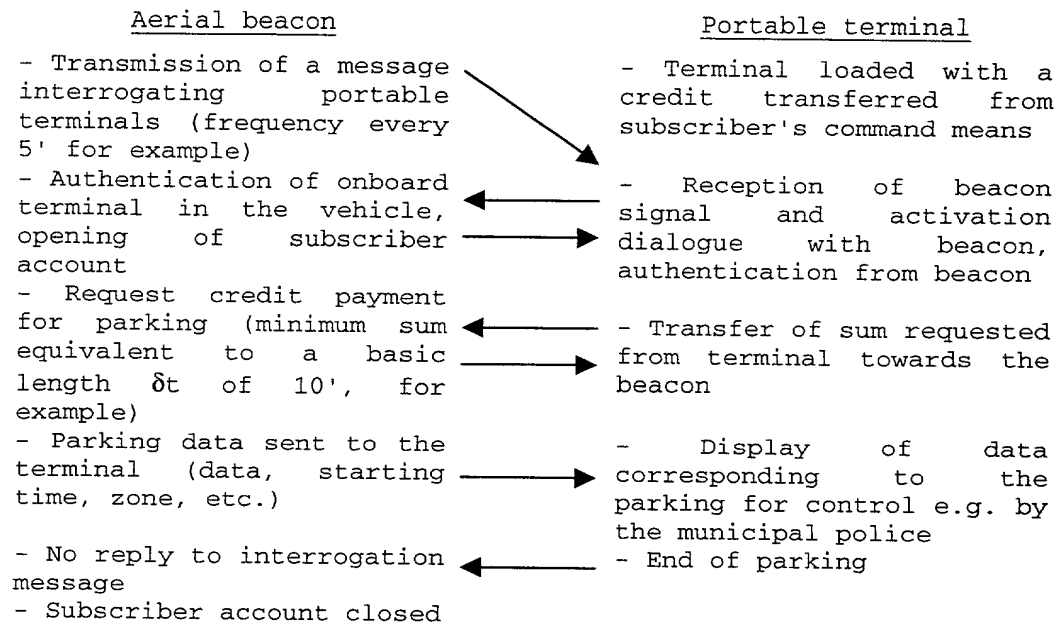 Aerial beacon
- Transmission of a message
interrogating portable
terminals (frequency every
5' for example)
- Authentication of onboard
terminal in the vehicle,
opening of subscriber
account
- Request credit payment
for parking (minimum sum
equivalent to a basic
length δt of 10', for
example)
- Parking data sent to the
terminal (data, starting
time, zone, etc.)
- No reply to interrogation
message
- Subscriber account closed
Portable terminal
- Terminal loaded with a
credit transferred from
subscriber's command means
- Reception of beacon
signal and activation
dialogue with beacon,
authentication from beacon
- Transfer of sum requested
from terminal towards the
beacon
- Display of data
corresponding to the
parking for control e.g. by
the municipal police
- End of parking